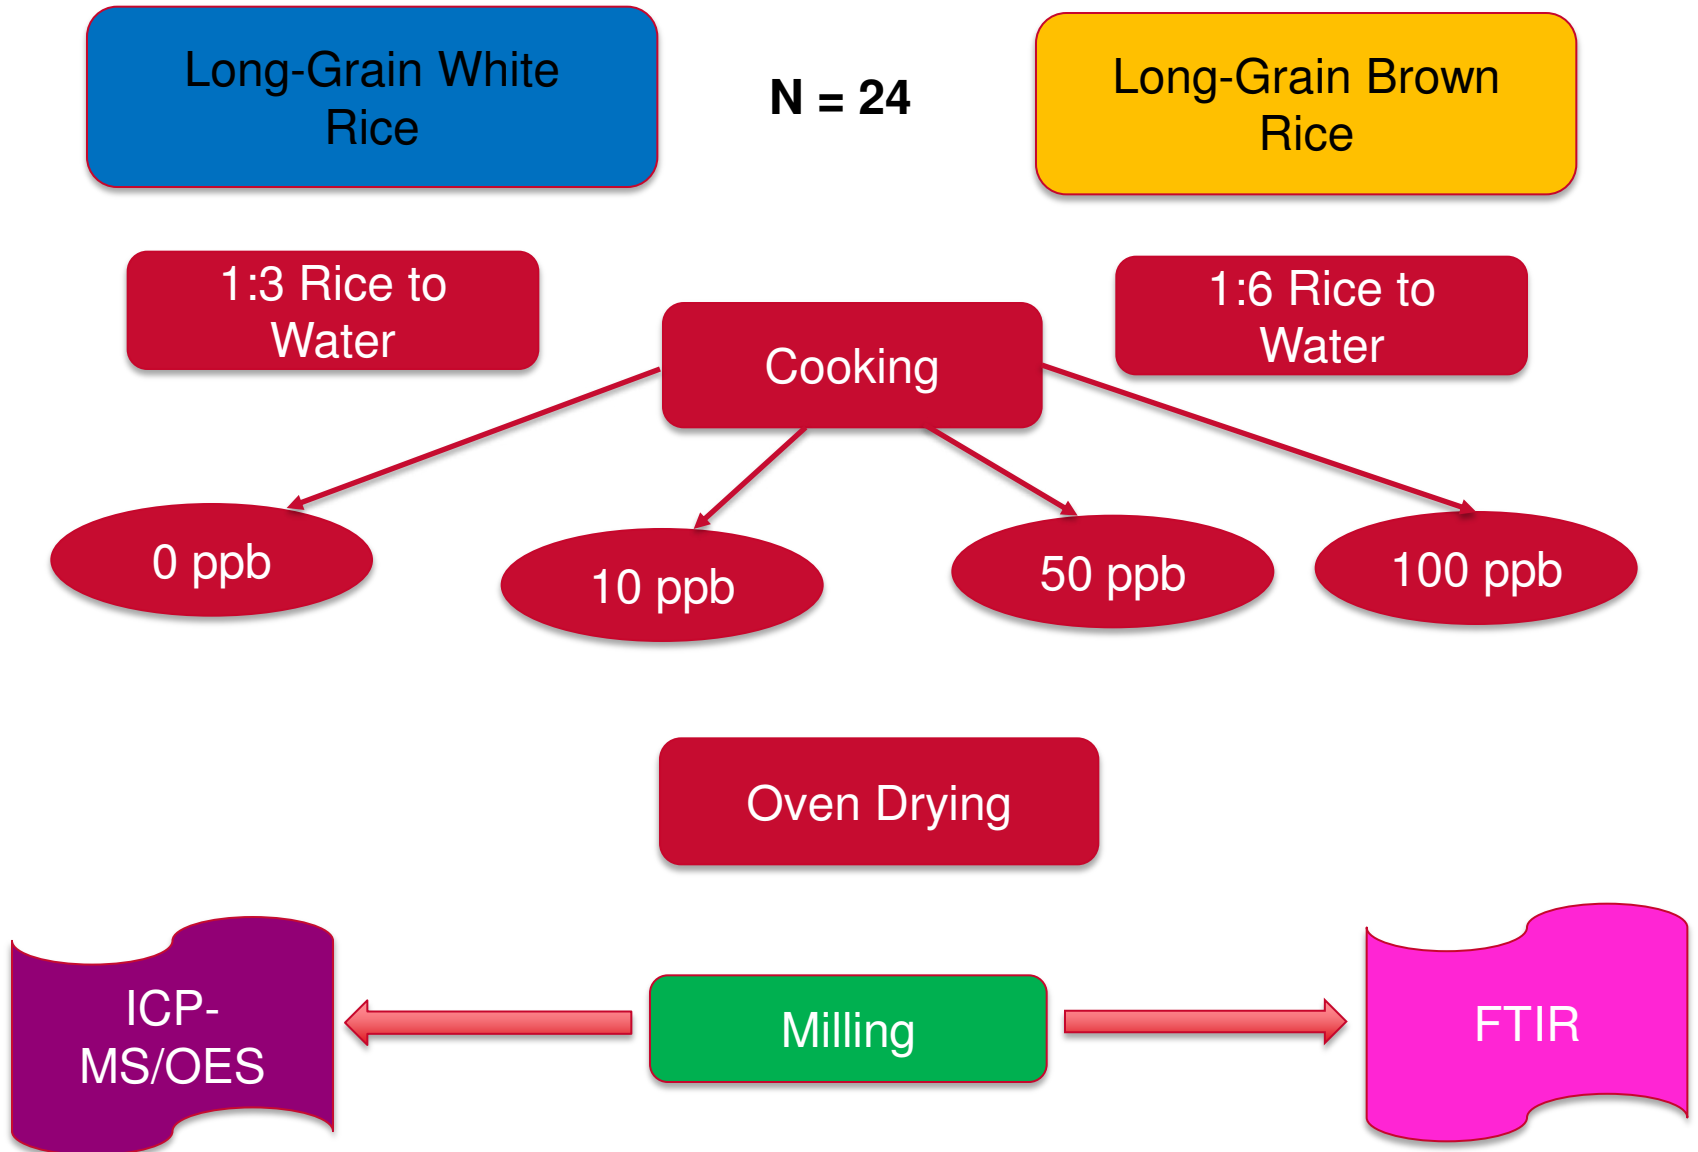 Long-Grain White
Rice
N = 24
Long-Grain Brown
Rice
1:3 Rice to
Water
Cooking
1:6 Rice to
Water
0 ppb
10 ppb
50 ppb
100 ppb
Oven Drying
ICP-
MS/OES
Milling
FTIR